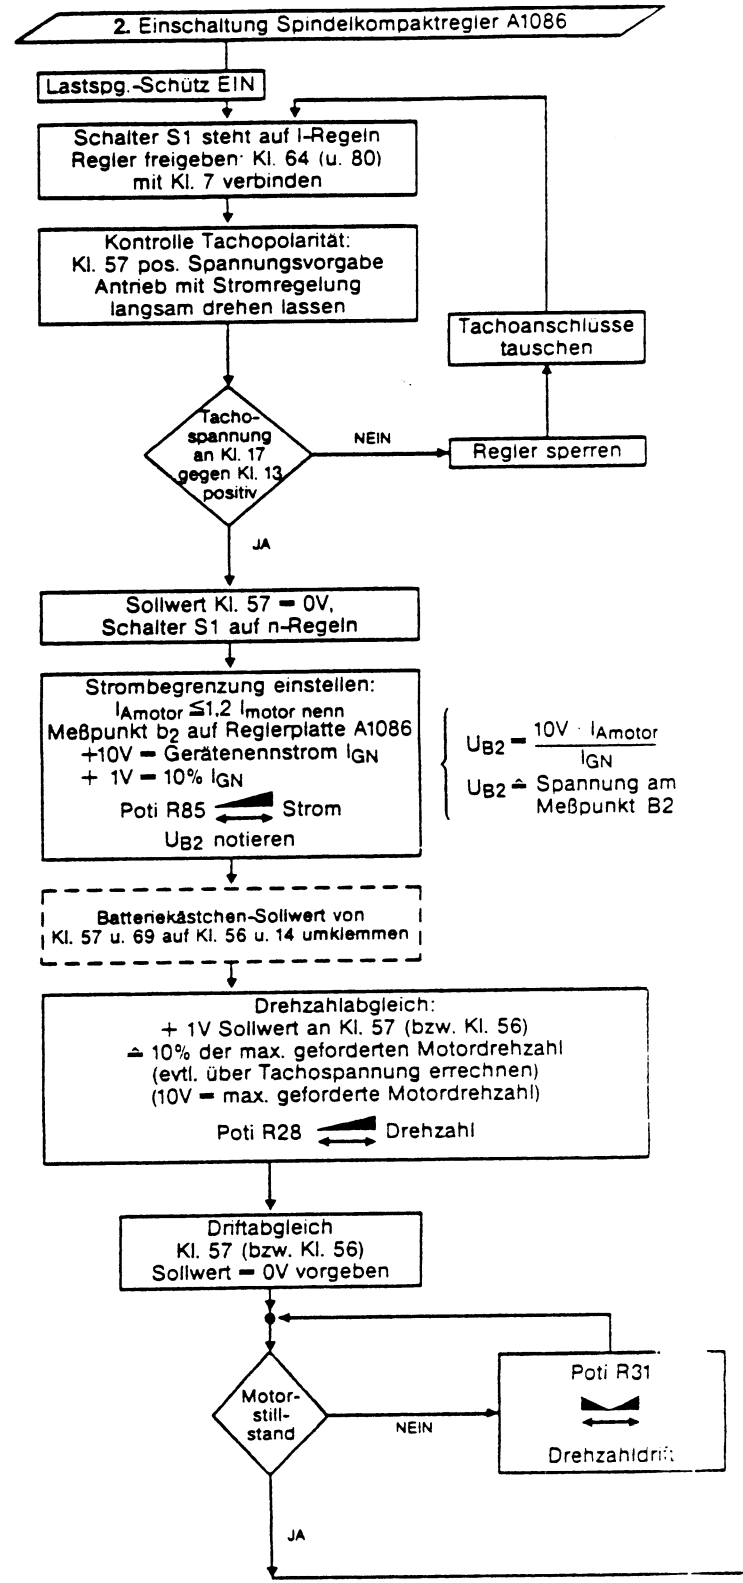 2. Einschaltung Spindelkompaktregler A1086
Lastspg.-Schütz EIN
Schalter S1 steht auf I-Regeln
Regler freigeben: Kl. 64 (u. 80)
mit Kl. 7 verbinden
Kontrolle Tachopolarität:
Kl. 57 pos. Spannungsvorgabe
Antrieb mit Stromregelung
langsam drehen lassen
Tachoanschlüsse
tauschen
Tacho-
spannung
an Kl. 17
gegen Kl. 13
positiv
NEIN
Regler sperren
JA
Sollwert Kl. 57 = 0V,
Schalter S1 auf n-Regeln
Strombegrenzung einstellen:
IAmotor ≦1,2 Imotor nenn
Meßpunkt b2 auf Reglerplatte A1086
+10V = Gerätenennstrom IGN
+ 1V = 10% IGN
Poti R85 Strom
UB2 notieren
UB2 = 10V · IAmotor
IGN
UB2 ≙ Spannung am
Meßpunkt B2
Batteriekästchen-Sollwert von
Kl. 57 u. 69 auf Kl. 56 u. 14 umklemmen
Drehzahlabgleich:
+ 1V Sollwert an Kl. 57 (bzw. Kl. 56)
≙ 10% der max. geforderten Motordrehzahl
(evtl. über Tachospannung errechnen)
(10V = max. geforderte Motordrehzahl)
Poti R28 Drehzahl
Driftabgleich
Kl. 57 (bzw. Kl. 56)
Sollwert = 0V vorgeben
Motor-
still-
stand
NEIN
Poti R31
Drehzahldrift
JA